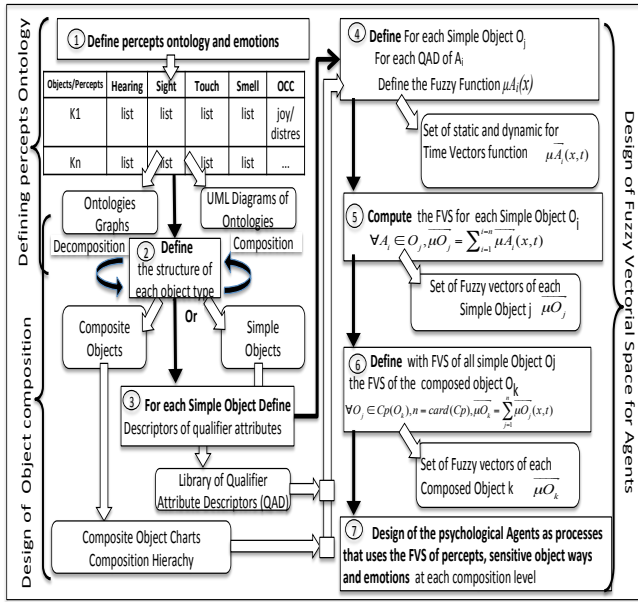 Defining percepts Ontology
Design of Object composition
① Define percepts ontology and emotions
Objects/Percepts Hearing Sight Touch Smell OCC
K1 list list list list joy/
distres
Kn list list list list ...
Ontologies
Graphs
UML Diagrams of
Ontologies
Decomposition
Composition
② Define
the structure of
each object type
Or
Composite
Objects
Simple
Objects
③ For each Simple Object Define
Descriptors of qualifier attributes
Library of Qualifier
Attribute Descriptors (QAD)
Composite Object Charts
Composition Hierachy
④ Define For each Simple Object Oj
For each QAD of Ai
Define the Fuzzy Function μAi(x)
Set of static and dynamic for
Time Vectors function μAi(x,t)
⑤ Compute the FVS for each Simple Object Oj
∀Ai ∈ Oj, μOj = ∑_{i=1}^{i=n} μAi(x,t)
Set of Fuzzy vectors of each
Simple Object j μOj
⑥ Define with FVS of all simple Object Oj
the FVS of the composed object Ok
∀Oj ∈ Cp(Ok), n = card(Cp), μOk = ∑_{j=1}^{n} μOj(x,t)
Set of Fuzzy vectors of each
Composed Object k μOk
⑦ Design of the psychological Agents as processes
that uses the FVS of percepts, sensitive object ways
and emotions at each composition level
Design of Fuzzy Vectorial Space for Agents